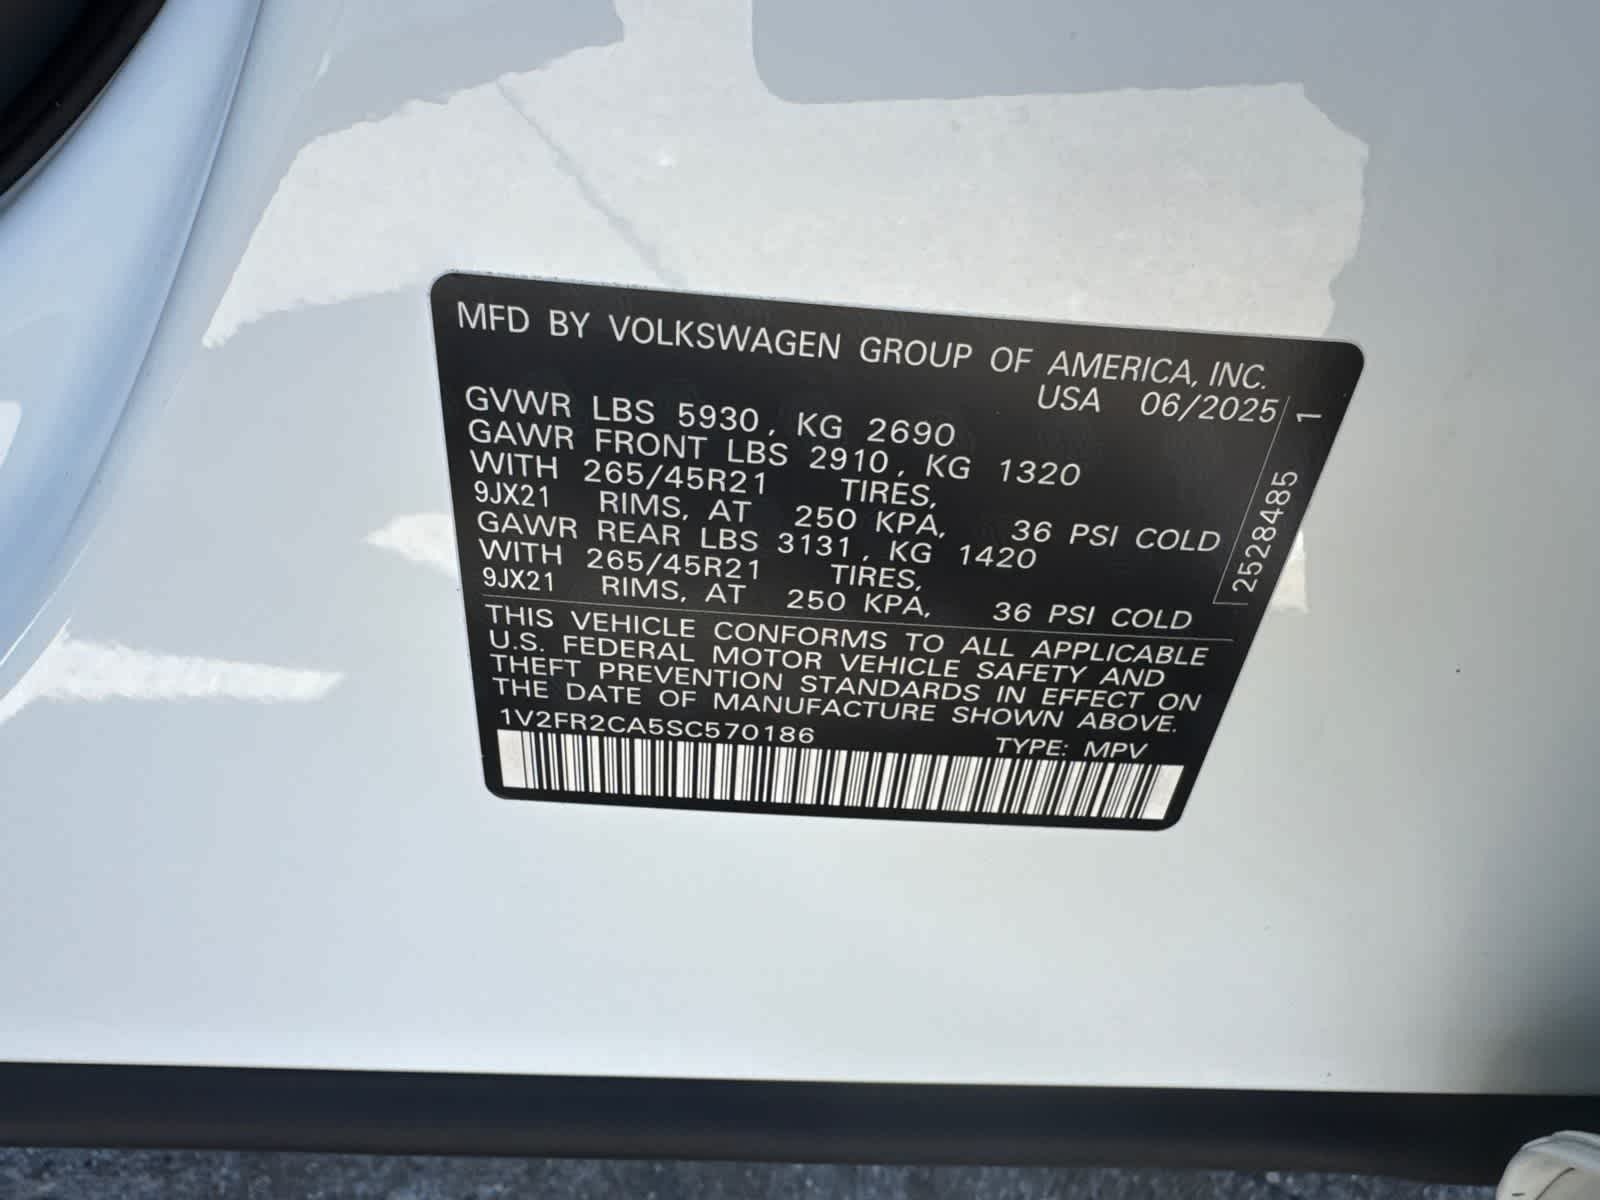 MFD BY VOLKSWAGEN GROUP OF AMERICA, INC.
USA 06/2025
GVWR LBS 5930, KG 2690
GAWR FRONT LBS 2910, KG 1320
WITH 265/45R21 TIRES,
9JX21 RIMS, AT 250 KPA, 36 PSI COLD
GAWR REAR LBS 3131, KG 1420
WITH 265/45R21 TIRES,
9JX21 RIMS, AT 250 KPA, 36 PSI COLD
2528485 1
THIS VEHICLE CONFORMS TO ALL APPLICABLE
U.S. FEDERAL MOTOR VEHICLE SAFETY AND
THEFT PREVENTION STANDARDS IN EFFECT ON
THE DATE OF MANUFACTURE SHOWN ABOVE.
1V2FR2CA5SC570186 TYPE: MPV